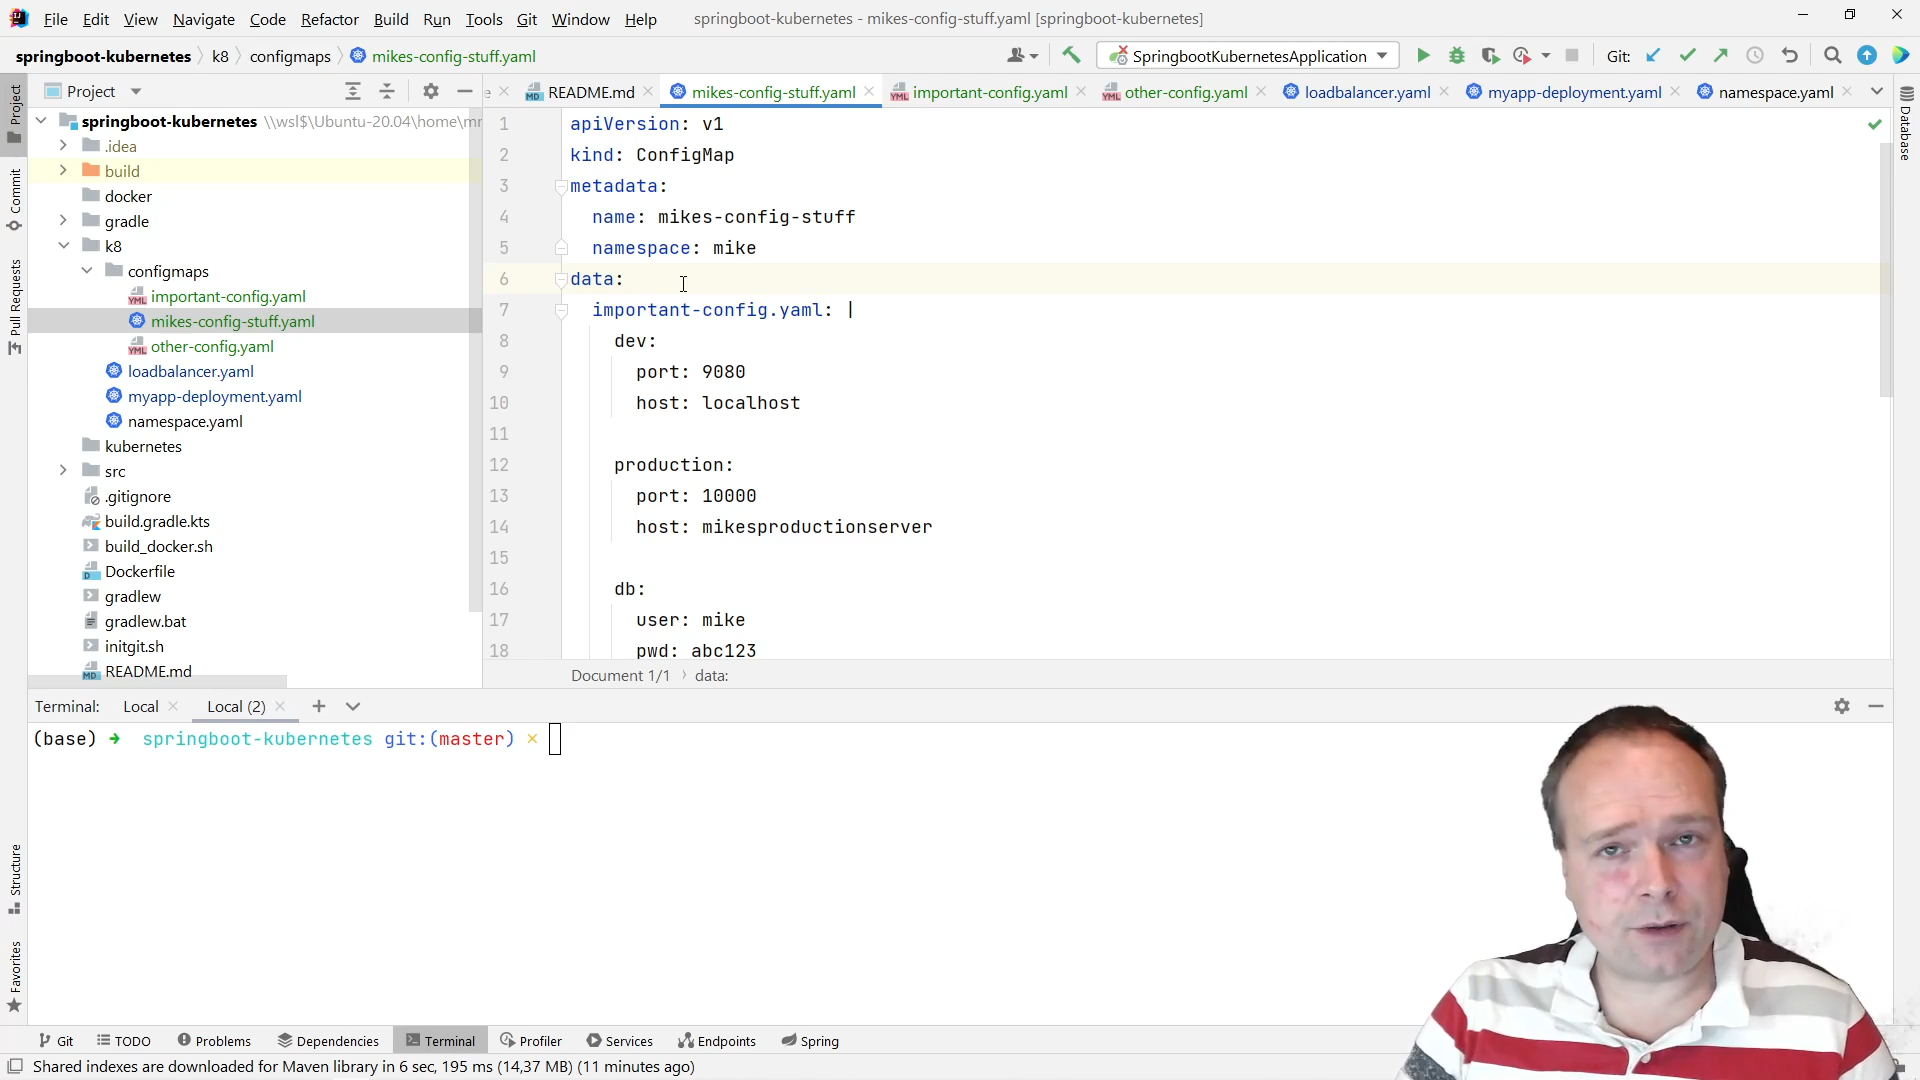 File Edit View Navigate Code Refactor Build Run Tools Git Window Help springboot-kubernetes - mikes-config-stuff.yaml [springboot-kubernetes]
springboot-kubernetes k8 configmaps mikes-config-stuff.yaml SpringbootKubernetesApplication Git:
Project
README.md mikes-config-stuff.yaml important-config.yaml other-config.yaml loadbalancer.yaml myapp-deployment.yaml namespace.yaml
Project
Commit
Pull Requests
Structure
Favorites
Database
springboot-kubernetes \\wsl$\Ubuntu-20.04\home\mr
.idea
build
docker
gradle
k8
configmaps
important-config.yaml
mikes-config-stuff.yaml
other-config.yaml
loadbalancer.yaml
myapp-deployment.yaml
namespace.yaml
kubernetes
src
.gitignore
build.gradle.kts
build_docker.sh
Dockerfile
gradlew
gradlew.bat
initgit.sh
README.md
1 apiVersion: v1
2 kind: ConfigMap
3 metadata:
4 name: mikes-config-stuff
5 namespace: mike
6 data:
7 important-config.yaml: |
8 dev:
9 port: 9080
10 host: localhost
11
12 production:
13 port: 10000
14 host: mikesproductionserver
15
16 db:
17 user: mike
18 pwd: abc123
Document 1/1 › data:
Terminal: Local Local (2)
(base) ➜ springboot-kubernetes git:(master) ×
Git TODO Problems Dependencies Terminal Profiler Services Endpoints Spring
Shared indexes are downloaded for Maven library in 6 sec, 195 ms (14,37 MB) (11 minutes ago)